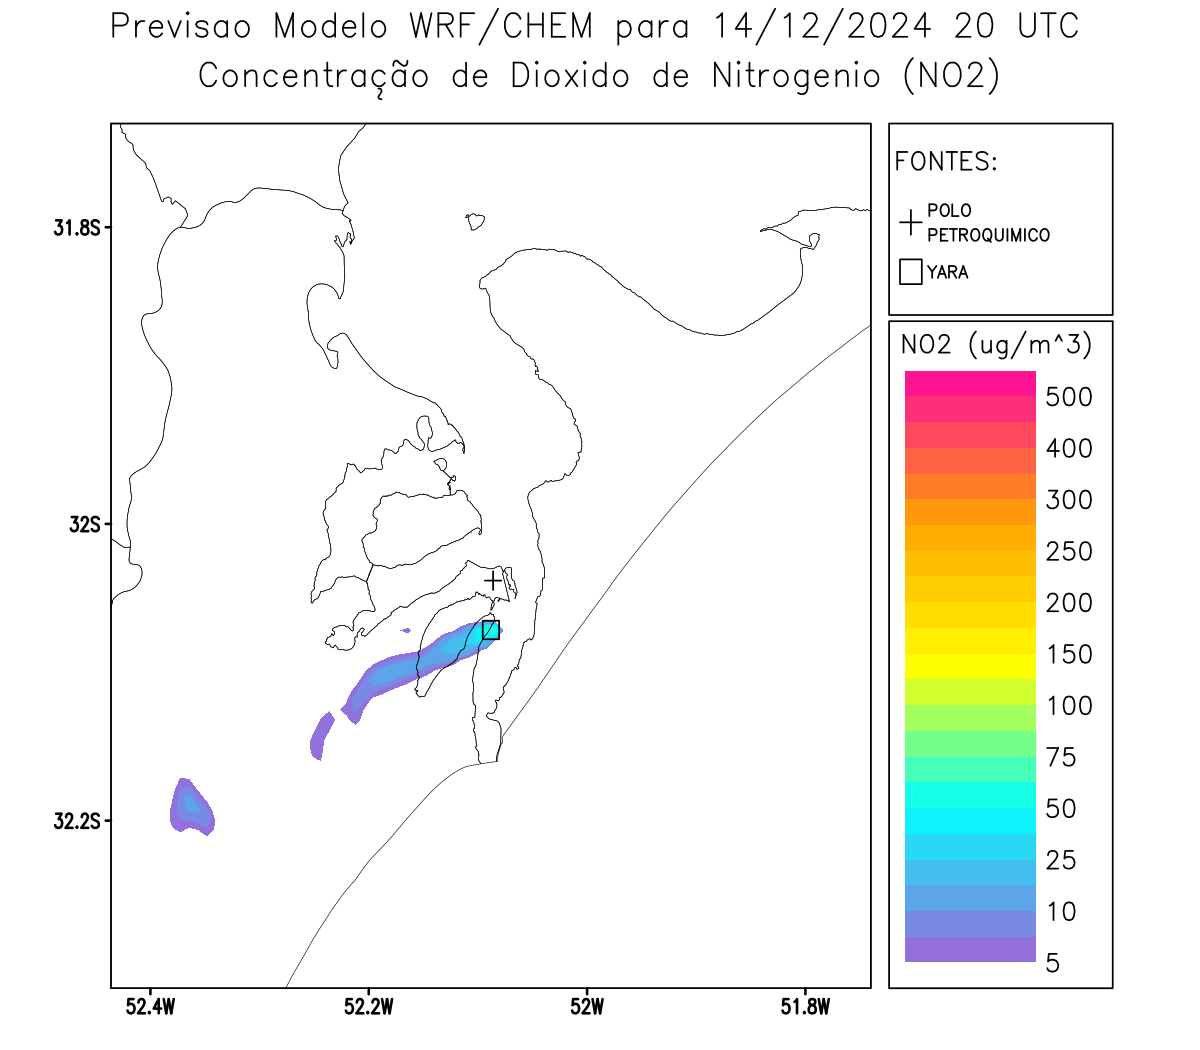 Previsao Modelo WRF/CHEM para 14/12/2024 20 UTC
Concentração de Dioxido de Nitrogenio (NO2)
FONTES:
POLO
PETROQUIMICO
YARA
NO2 (ug/m^3)
500
400
300
250
200
150
100
75
50
25
10
5
31.8S
32S
32.2S
52.4W
52.2W
52W
51.8W